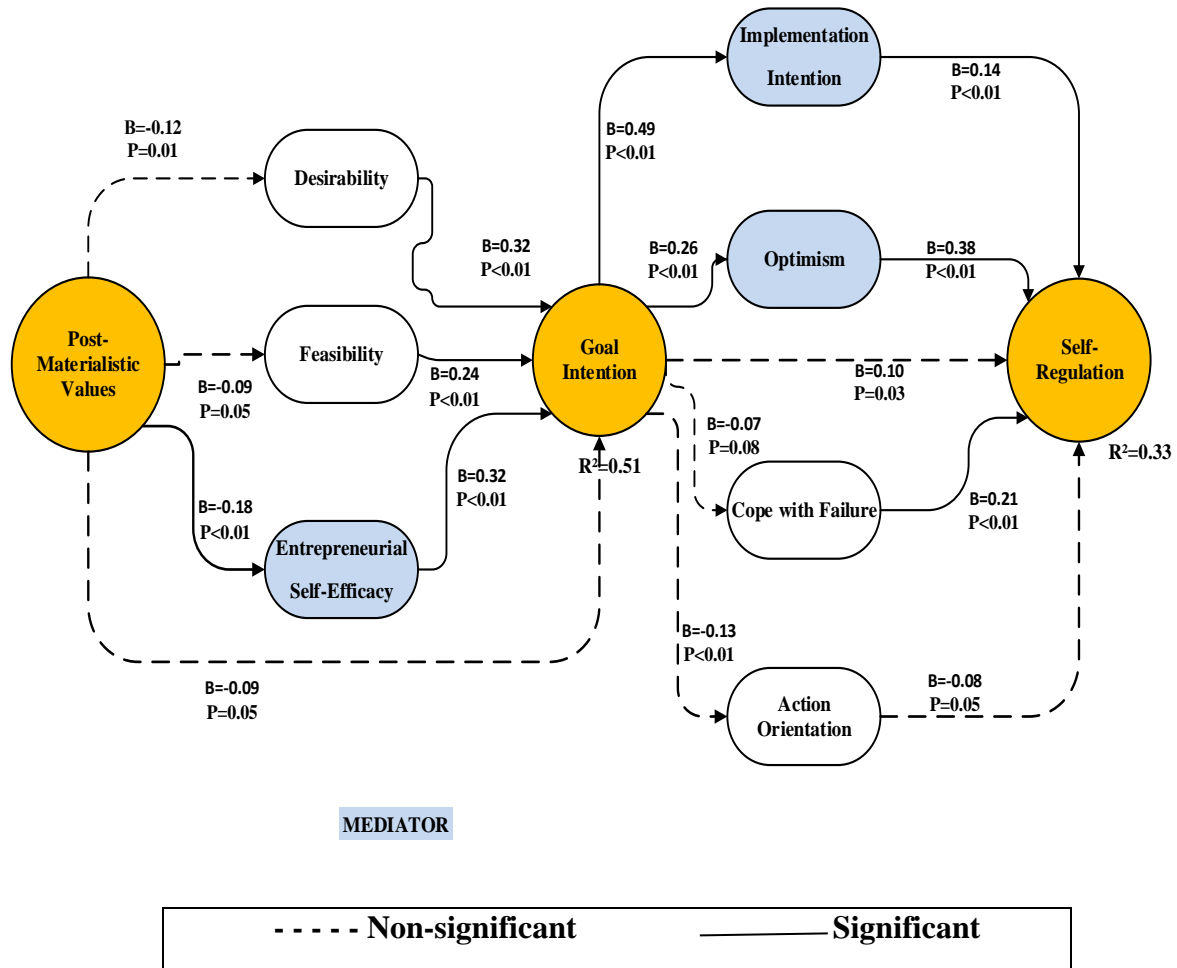 Implementation
Intention
B=0.14
P<0.01
B=-0.12
P=0.01
B=0.49
P<0.01
Desirability
B=0.32
P<0.01
B=0.26
P<0.01
Optimism
B=0.38
P<0.01
Post-
Materialistic
Values
Feasibility
Goal
Intention
Self-
Regulation
B=-0.09
P=0.05
B=0.24
P<0.01
B=0.10
P=0.03
B=-0.07
P=0.08
R²=0.51
R²=0.33
B=0.32
P<0.01
B=-0.18
P<0.01
Cope with Failure
B=0.21
P<0.01
Entrepreneurial
Self-Efficacy
B=-0.13
P<0.01
B=-0.09
P=0.05
Action
Orientation
B=-0.08
P=0.05
MEDIATOR
Non-significant
Significant